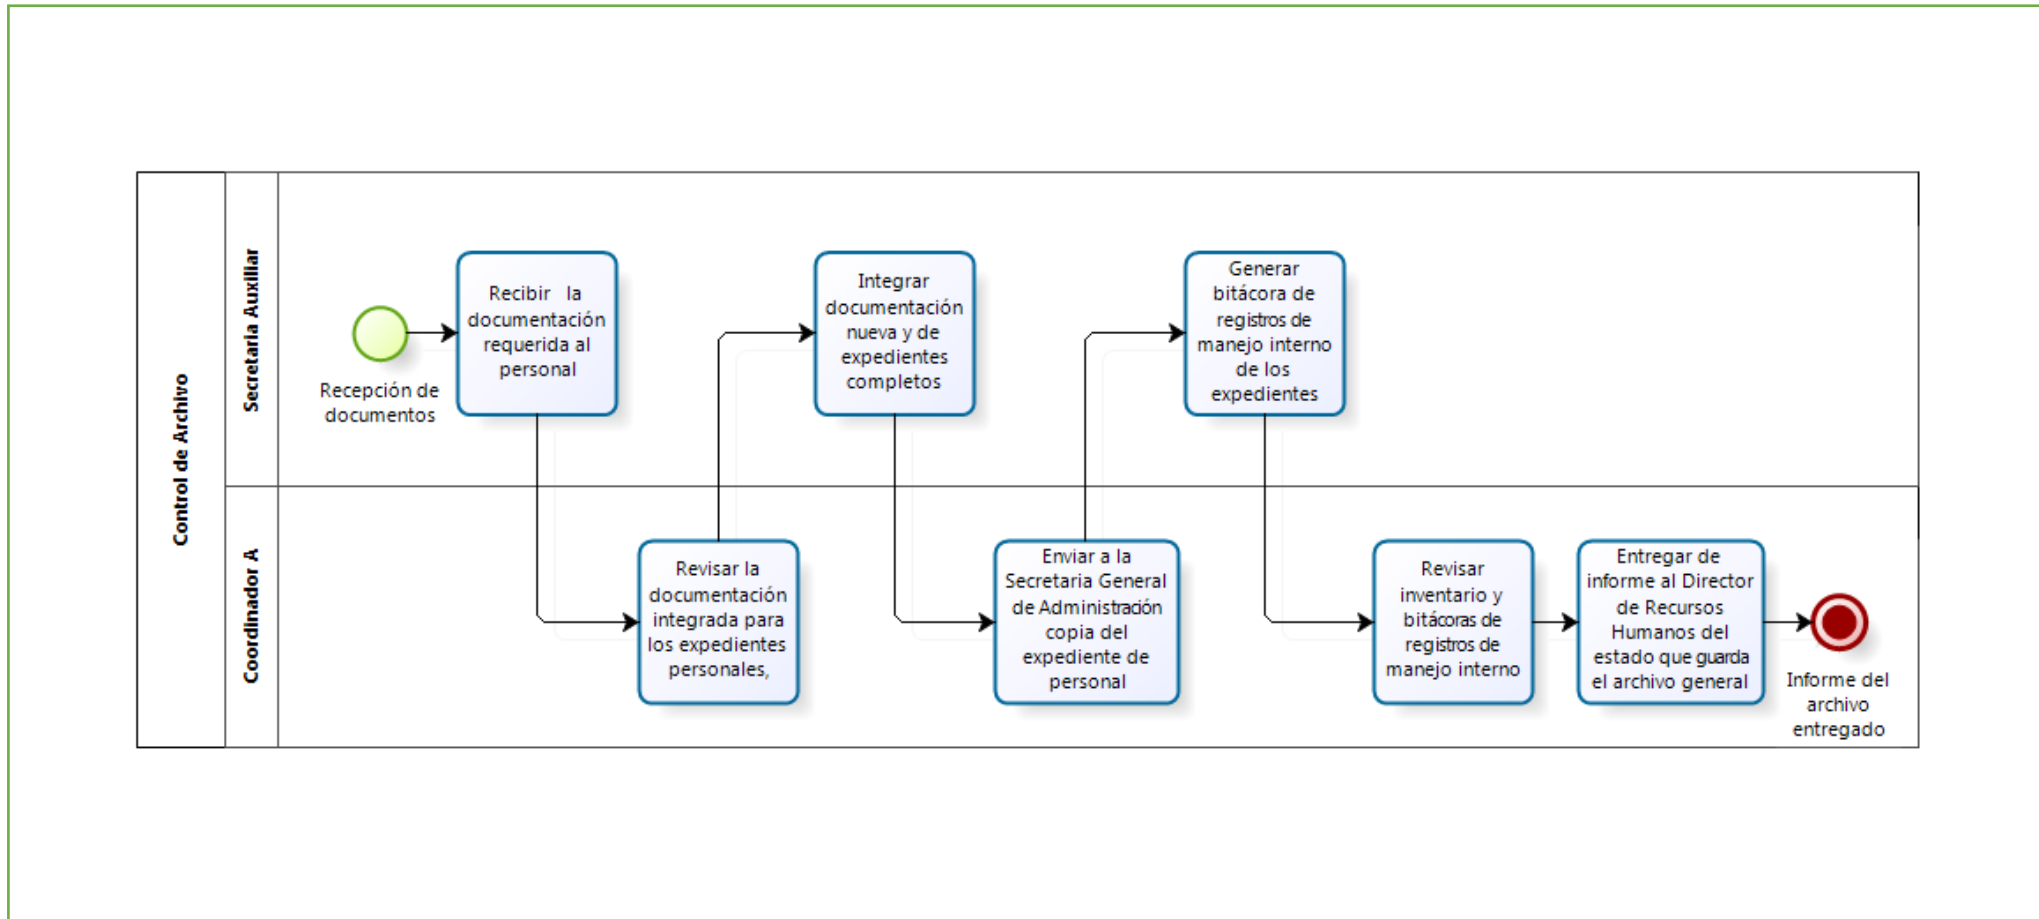 Control de Archivo
Secretaria Auxiliar
Recepción de
documentos
Recibir la
documentación
requerida al
personal
Integrar
documentación
nueva y de
expedientes
completos
Generar
bitácora de
registros de
manejo interno
de los
expedientes
Coordinador A
Revisar la
documentación
integrada para
los expedientes
personales,
Enviar a la
Secretaria General
de Administración
copia del
expediente de
personal
Revisar
inventario y
bitácoras de
registros de
manejo interno
Entregar de
informe al Director
de Recursos
Humanos del
estado que guarda
el archivo general
Informe del
archivo
entregado